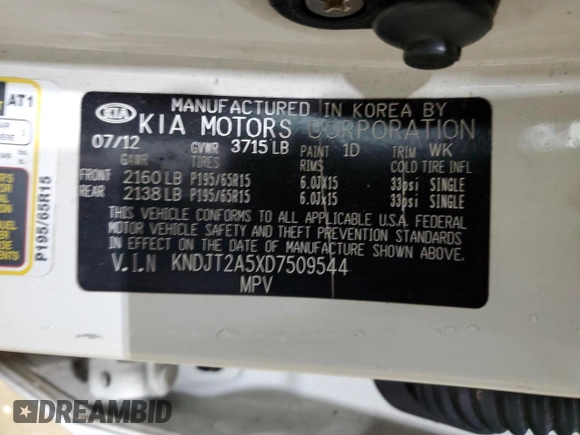 MANUFACTURED IN KOREA BY
KIA KIA MOTORS CORPORATION
07/12 GVWR 3715 LB PAINT 1D TRIM WK
GAWR TIRES RIMS COLD TIRE INFL
FRONT 2160 LB P195/65R15 6.0JX15 33psi SINGLE
REAR 2138 LB P195/65R15 6.0JX15 33psi SINGLE
THIS VEHICLE CONFORMS TO ALL APPLICABLE U.S.A. FEDERAL
MOTOR VEHICLE SAFETY AND THEFT PREVENTION STANDARDS
IN EFFECT ON THE DATE OF MANUFACTURE SHOWN ABOVE.
V.I.N KNDJT2A5XD7509544
MPV
AT1
P195/65R15
DREAMBID